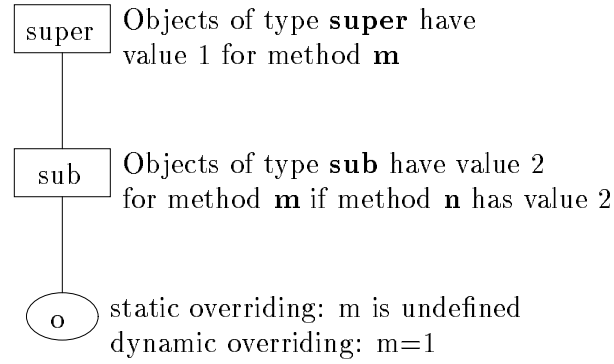 super
Objects of type super have
value 1 for method m
sub
Objects of type sub have value 2
for method m if method n has value 2
o
static overriding: m is undefined
dynamic overriding: m=1